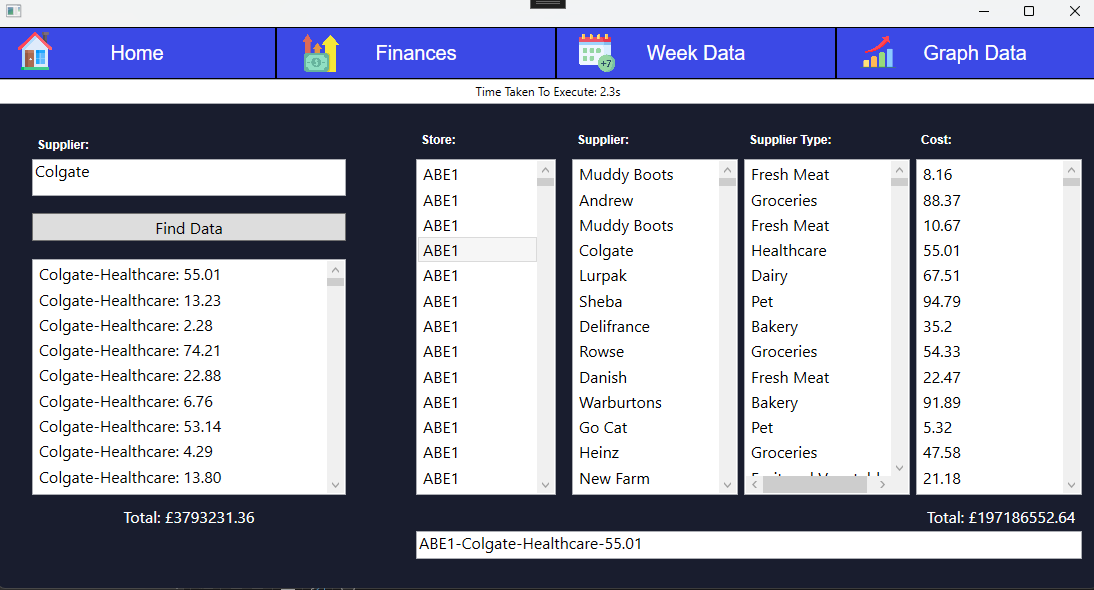 Home
Finances
+7
Week Data
Graph Data
Time Taken To Execute: 2.3s
Supplier:
Colgate
Find Data
Colgate-Healthcare: 55.01
Colgate-Healthcare: 13.23
Colgate-Healthcare: 2.28
Colgate-Healthcare: 74.21
Colgate-Healthcare: 22.88
Colgate-Healthcare: 6.76
Colgate-Healthcare: 53.14
Colgate-Healthcare: 4.29
Colgate-Healthcare: 13.80
Total: £3793231.36
Store: Supplier: Supplier Type: Cost:
ABE1 Muddy Boots Fresh Meat 8.16
ABE1 Andrew Groceries 88.37
ABE1 Muddy Boots Fresh Meat 10.67
ABE1 Colgate Healthcare 55.01
ABE1 Lurpak Dairy 67.51
ABE1 Sheba Pet 94.79
ABE1 Delifrance Bakery 35.2
ABE1 Rowse Groceries 54.33
ABE1 Danish Fresh Meat 22.47
ABE1 Warburtons Bakery 91.89
ABE1 Go Cat Pet 5.32
ABE1 Heinz Groceries 47.58
ABE1 New Farm 21.18
Total: £197186552.64
ABE1-Colgate-Healthcare-55.01